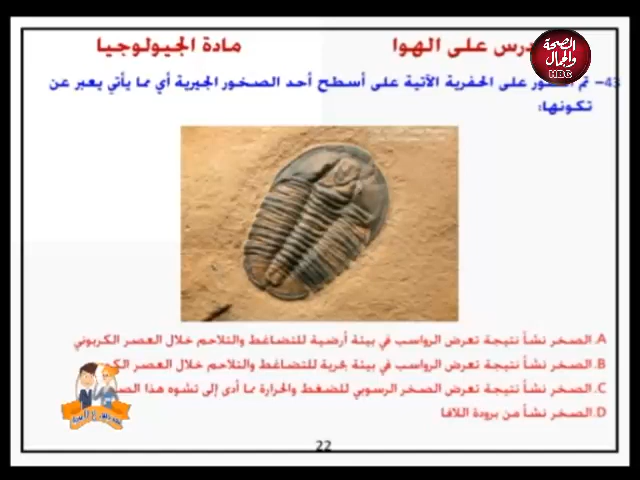 الصحة
والجمال
HBG
درس على الهوا
مادة الجيولوجيا
43- تم العثور على الحفرية الآتية على أسطح أحد الصخور الجيرية أي مما يأتي يعبر عن
تكونها:
A. الصخر نشأ نتيجة تعرض الرواسب في بيئة أرضية للتضاغط والتلاحم خلال العصر الكربوني
B. الصخر نشأ نتيجة تعرض الرواسب في بيئة بحرية للتضاغط والتلاحم خلال العصر
C. الصخر نشأ نتيجة تعرض الصخر الرسوبي للضغط والحرارة مما أدى إلى تشوه هذا
D. الصخر نشأ من برودة اللافا
22